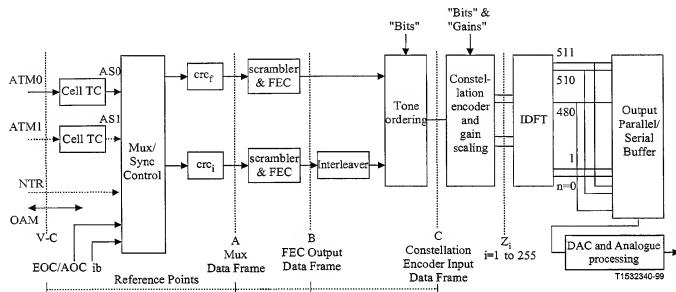 "Bits"
"Bits" &
"Gains"
ATM0
Cell TC
AS0
ATM1
Cell TC
AS1
NTR
OAM
V-C
EOC/AOC ib
Mux/
Sync
Control
crcf
crci
scrambler
& FEC
scrambler
& FEC
Interleaver
Tone
ordering
Constel-
lation
encoder
and
gain
scaling
IDFT
511
510
480
1
n=0
Output
Parallel/
Serial
Buffer
DAC and Analogue
processing
A
Mux
Data Frame
B
FEC Output
Data Frame
C
Constellation
Encoder Input
Data Frame
Zi
i=1 to 255
Reference Points
T1532340-99